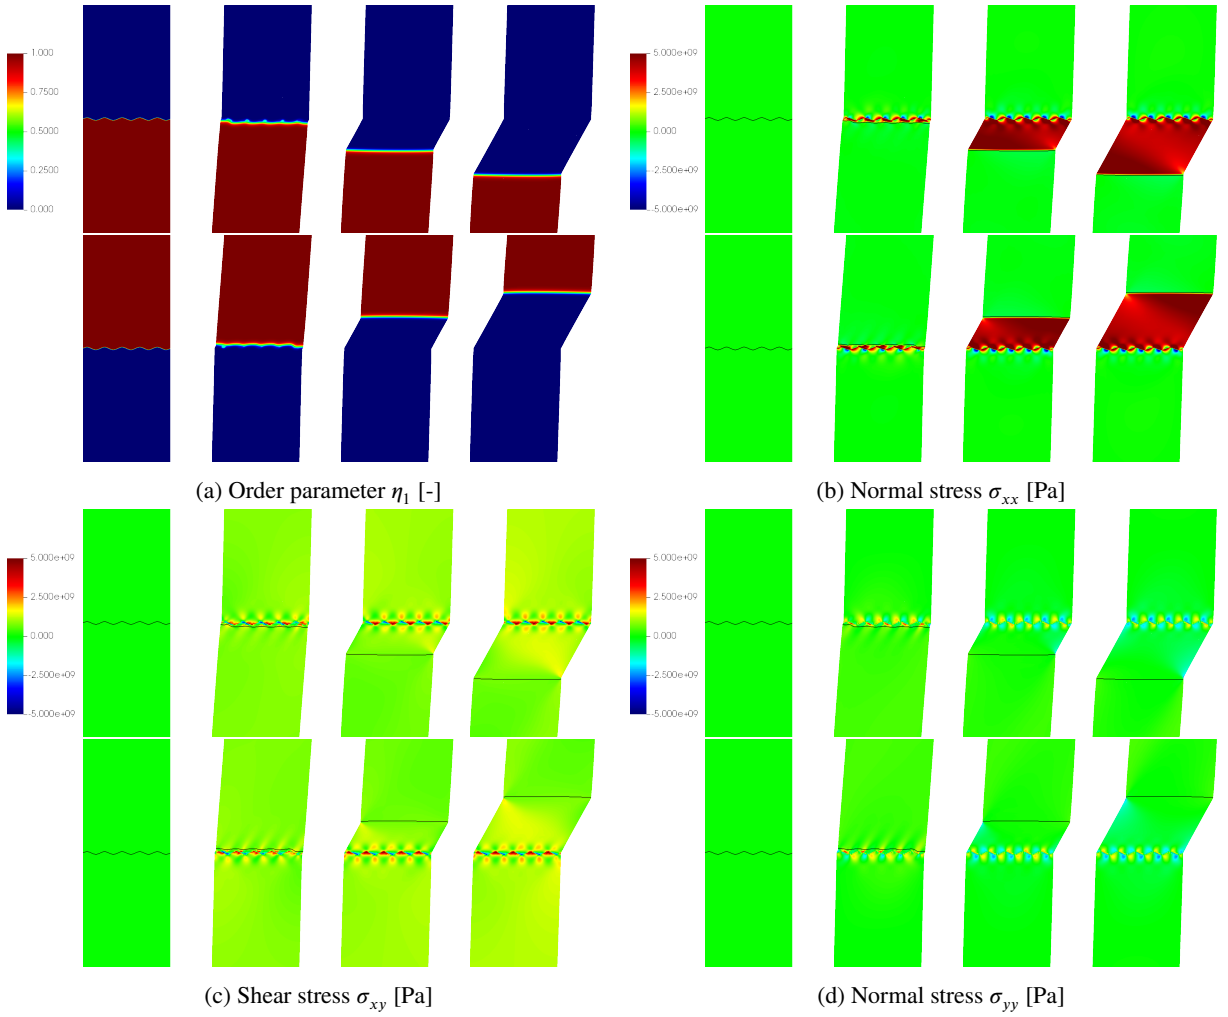 1.000
0.7500
0.5000
0.2500
0.000
5.000e+09
2.500e+09
0.000
-2.500e+09
-5.000e+09
(a) Order parameter η₁ [-]
(b) Normal stress σₓₓ [Pa]
5.000e+09
2.500e+09
0.000
-2.500e+09
-5.000e+09
5.000e+09
2.500e+09
0.000
-2.500e+09
-5.000e+09
(c) Shear stress σ_xy [Pa]
(d) Normal stress σ_yy [Pa]